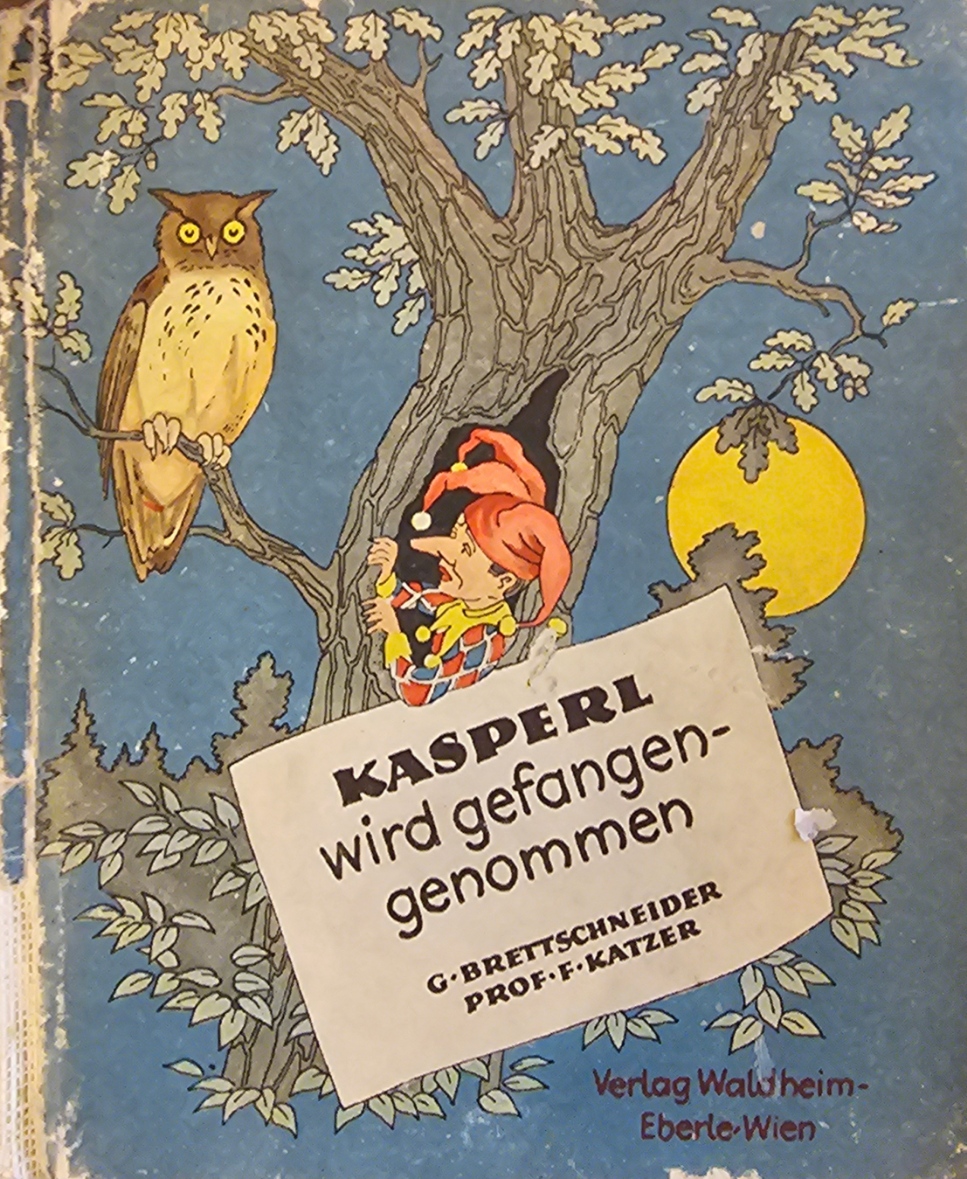 KASPERL
wird gefangen-
genommen
G·BRETTSCHNEIDER
PROF·F·KATZER
Verlag Waldheim-
Eberle·Wien